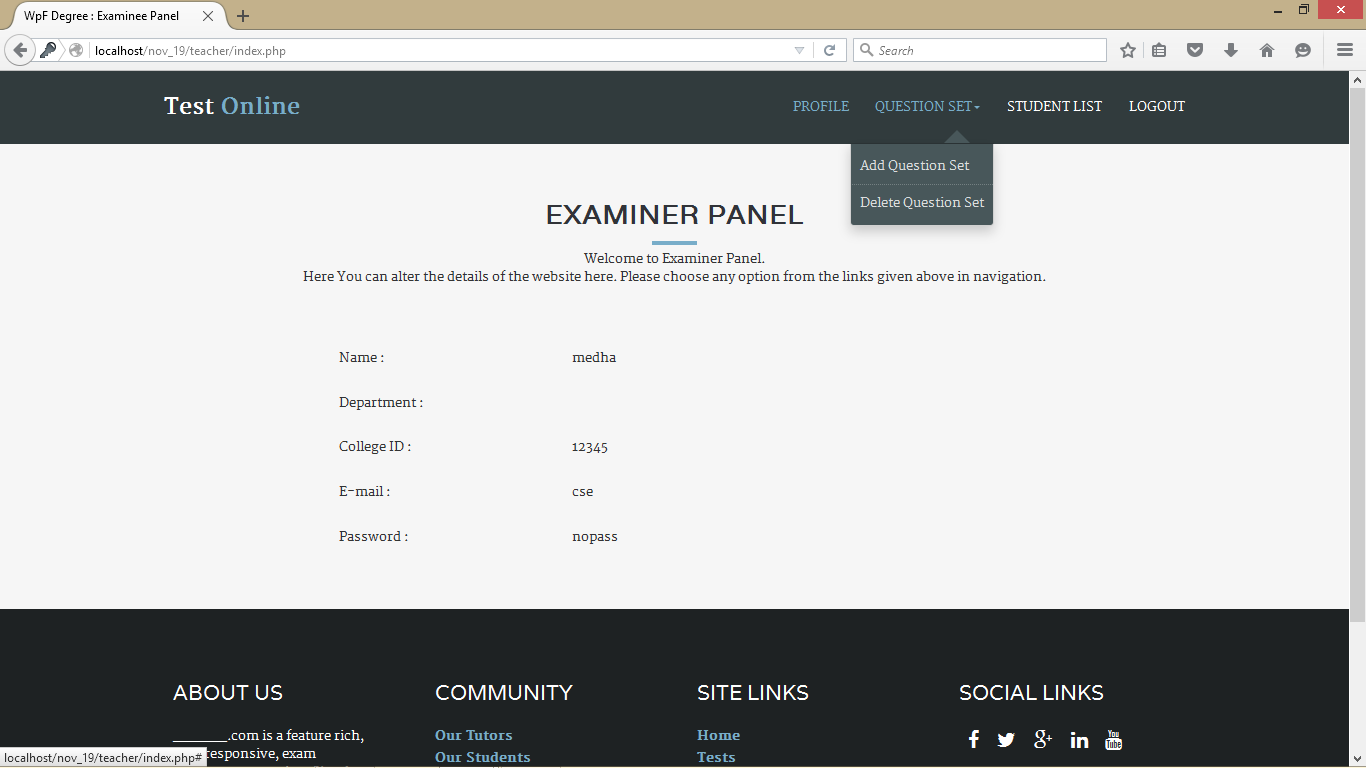 WpF Degree : Examinee Panel
localhost/nov_19/teacher/index.php
Search
Test Online
PROFILE QUESTION SET STUDENT LIST LOGOUT
Add Question Set
Delete Question Set
EXAMINER PANEL
Welcome to Examiner Panel.
Here You can alter the details of the website here. Please choose any option from the links given above in navigation.
Name : medha
Department :
College ID : 12345
E-mail : cse
Password : nopass
ABOUT US
________.com is a feature rich,
responsive, exam
COMMUNITY
Our Tutors
Our Students
SITE LINKS
Home
Tests
SOCIAL LINKS
f g+ in You Tube
localhost/nov_19/teacher/index.php#